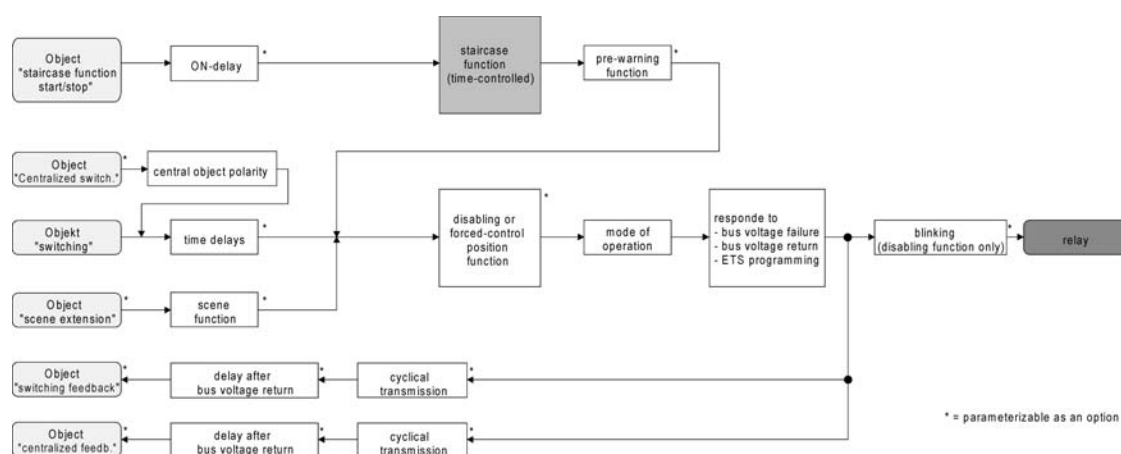 Object
"staircase function
start/stop"
*
ON-delay
*
staircase
function
(time-controlled)
pre-warning
function
*
Object
"Centralized switch."
*
central object polarity
Objekt
"switching"
time delays
*
disabling or
forced-control
position
function
*
mode of
operation
responde to
- bus voltage failure
- bus voltage return
- ETS programming
blinking
(disabling function only)
*
relay
Object
"scene extension"
*
scene
function
*
Object
"switching feedback"
*
delay after
bus voltage return
*
cyclical
transmission
*
Object
"centralized feedb."
*
delay after
bus voltage return
*
cyclical
transmission
*
* = parameterizable as an option